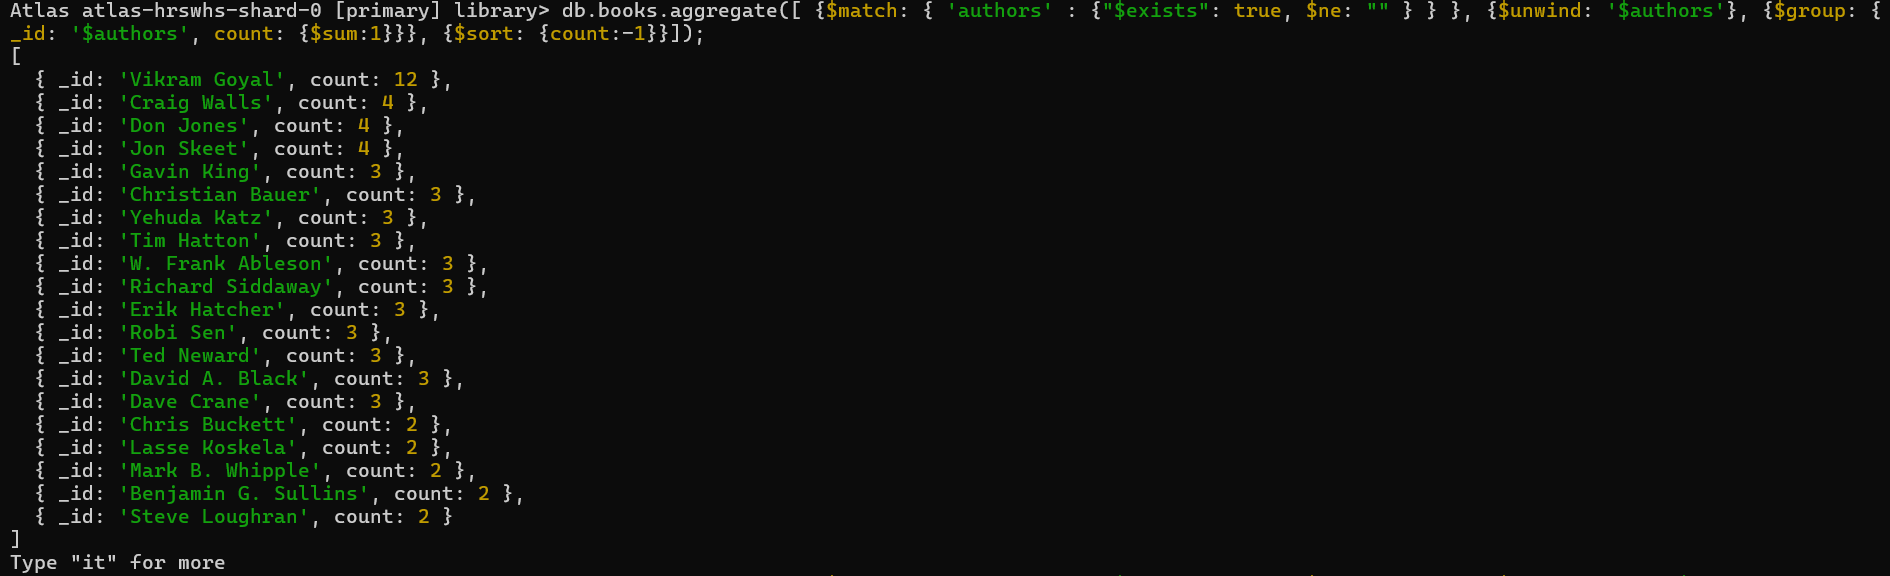 Atlas atlas-hrswhs-shard-0 [primary] library> db.books.aggregate([ {$match: { 'authors' : {"$exists": true, $ne: "" } } }, {$unwind: '$authors'}, {$group: {
_id: '$authors', count: {$sum:1}}}, {$sort: {count:-1}}]);
[
  { _id: 'Vikram Goyal', count: 12 },
  { _id: 'Craig Walls', count: 4 },
  { _id: 'Don Jones', count: 4 },
  { _id: 'Jon Skeet', count: 4 },
  { _id: 'Gavin King', count: 3 },
  { _id: 'Christian Bauer', count: 3 },
  { _id: 'Yehuda Katz', count: 3 },
  { _id: 'Tim Hatton', count: 3 },
  { _id: 'W. Frank Ableson', count: 3 },
  { _id: 'Richard Siddaway', count: 3 },
  { _id: 'Erik Hatcher', count: 3 },
  { _id: 'Robi Sen', count: 3 },
  { _id: 'Ted Neward', count: 3 },
  { _id: 'David A. Black', count: 3 },
  { _id: 'Dave Crane', count: 3 },
  { _id: 'Chris Buckett', count: 2 },
  { _id: 'Lasse Koskela', count: 2 },
  { _id: 'Mark B. Whipple', count: 2 },
  { _id: 'Benjamin G. Sullins', count: 2 },
  { _id: 'Steve Loughran', count: 2 }
]
Type "it" for more